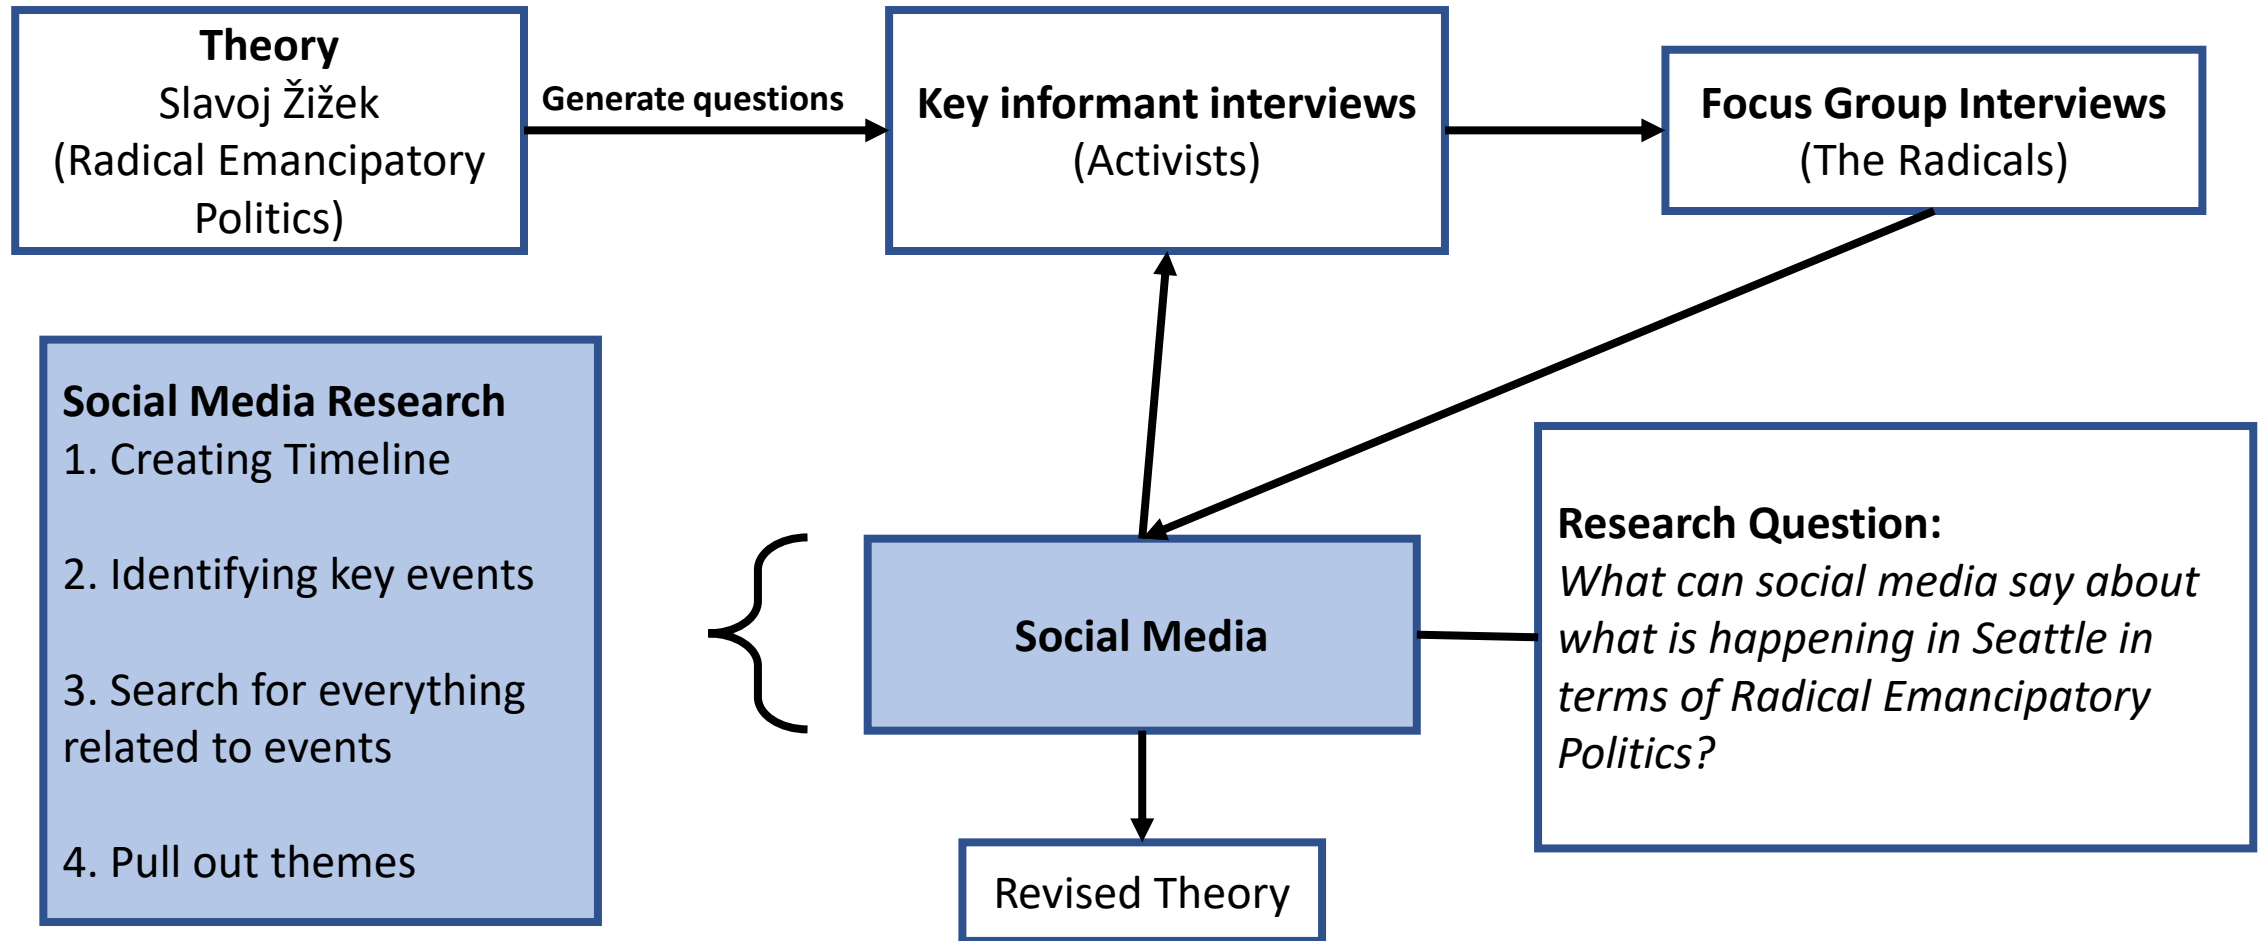 Theory
Slavoj Žižek
(Radical Emancipatory
Politics)
Generate questions
Key informant interviews
(Activists)
Focus Group Interviews
(The Radicals)
Social Media Research
1. Creating Timeline
2. Identifying key events
3. Search for everything
related to events
4. Pull out themes
Social Media
Research Question:
What can social media say about
what is happening in Seattle in
terms of Radical Emancipatory
Politics?
Revised Theory